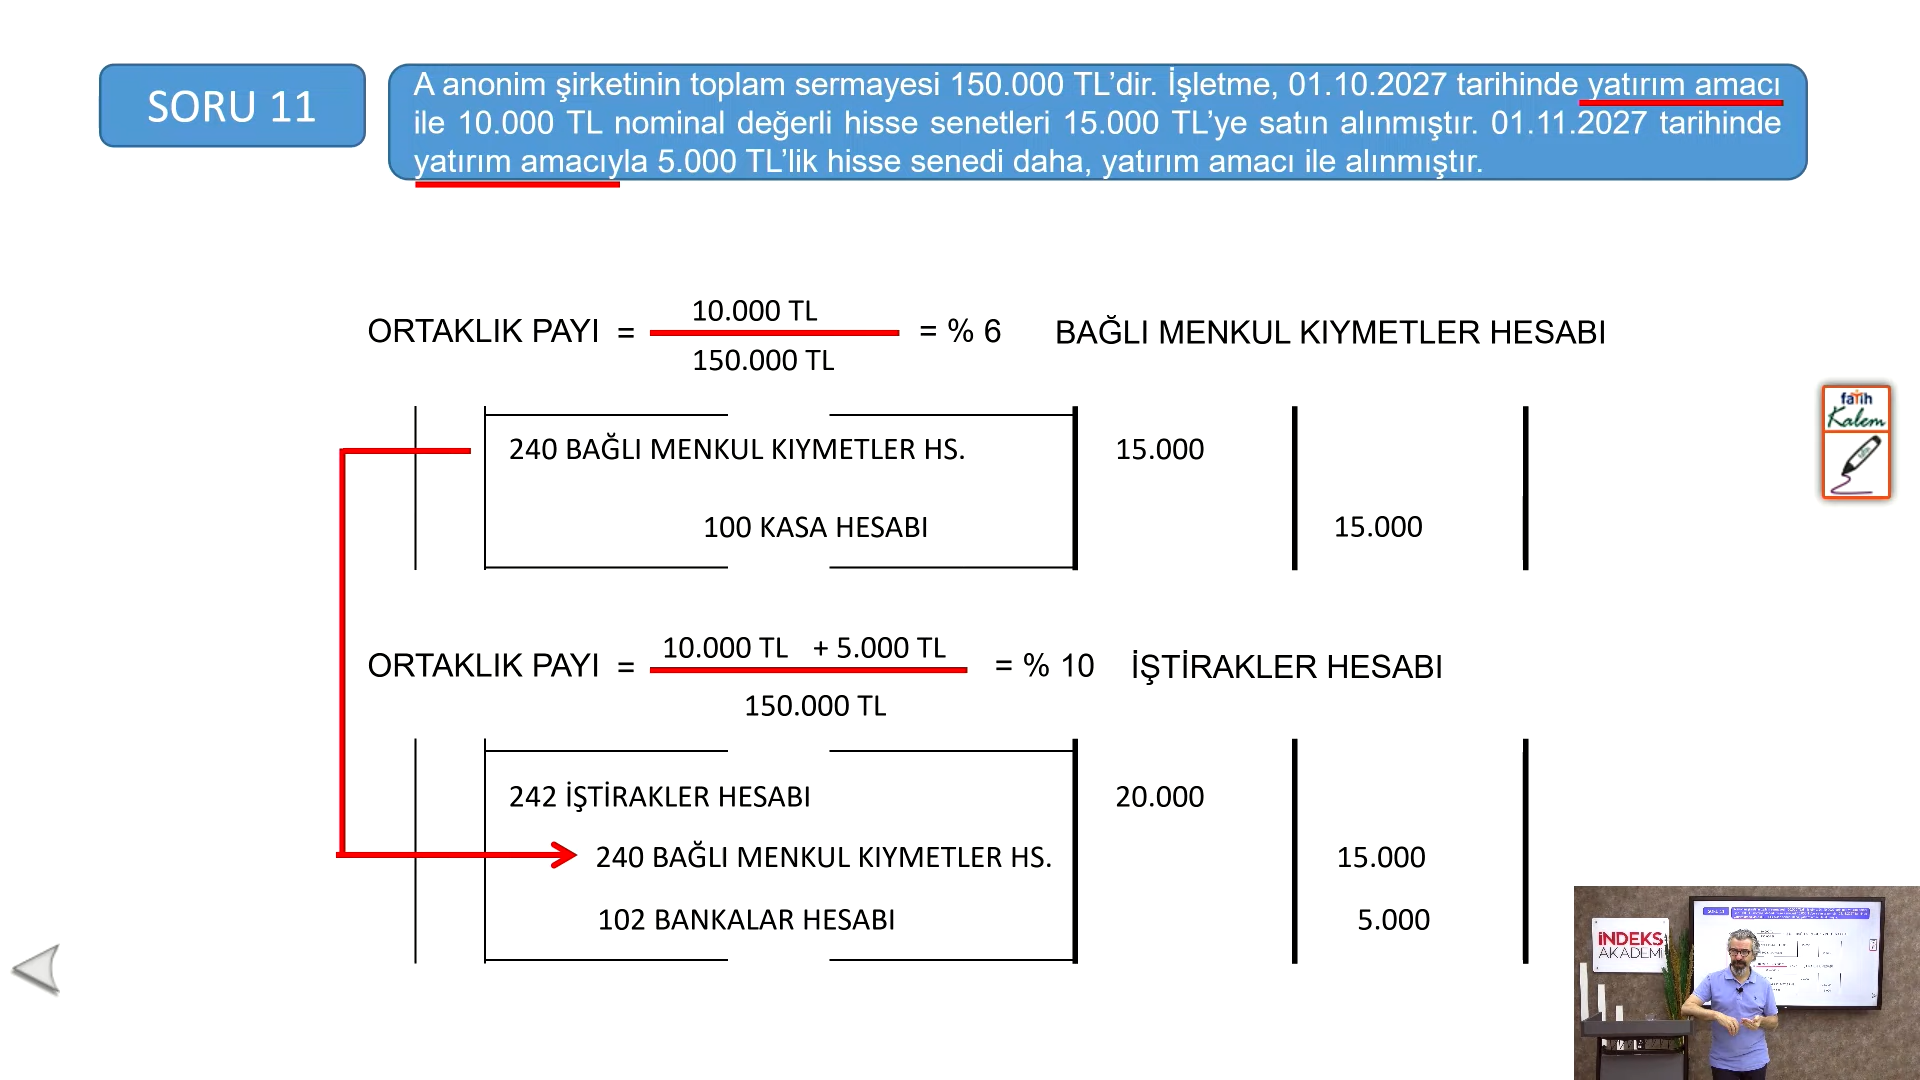 SORU 11
A anonim şirketinin toplam sermayesi 150.000 TL’dir. İşletme, 01.10.2027 tarihinde yatırım amacı
ile 10.000 TL nominal değerli hisse senetleri 15.000 TL’ye satın alınmıştır. 01.11.2027 tarihinde
yatırım amacıyla 5.000 TL’lik hisse senedi daha, yatırım amacı ile alınmıştır.
10.000 TL
ORTAKLIK PAYI = = % 6 BAĞLI MENKUL KIYMETLER HESABI
150.000 TL
fatih
Kalem
240 BAĞLI MENKUL KIYMETLER HS. 15.000
100 KASA HESABI 15.000
10.000 TL + 5.000 TL
ORTAKLIK PAYI = = % 10 İŞTİRAKLER HESABI
150.000 TL
242 İŞTİRAKLER HESABI 20.000
240 BAĞLI MENKUL KIYMETLER HS. 15.000
102 BANKALAR HESABI 5.000
İNDEKS
AKADEMİ